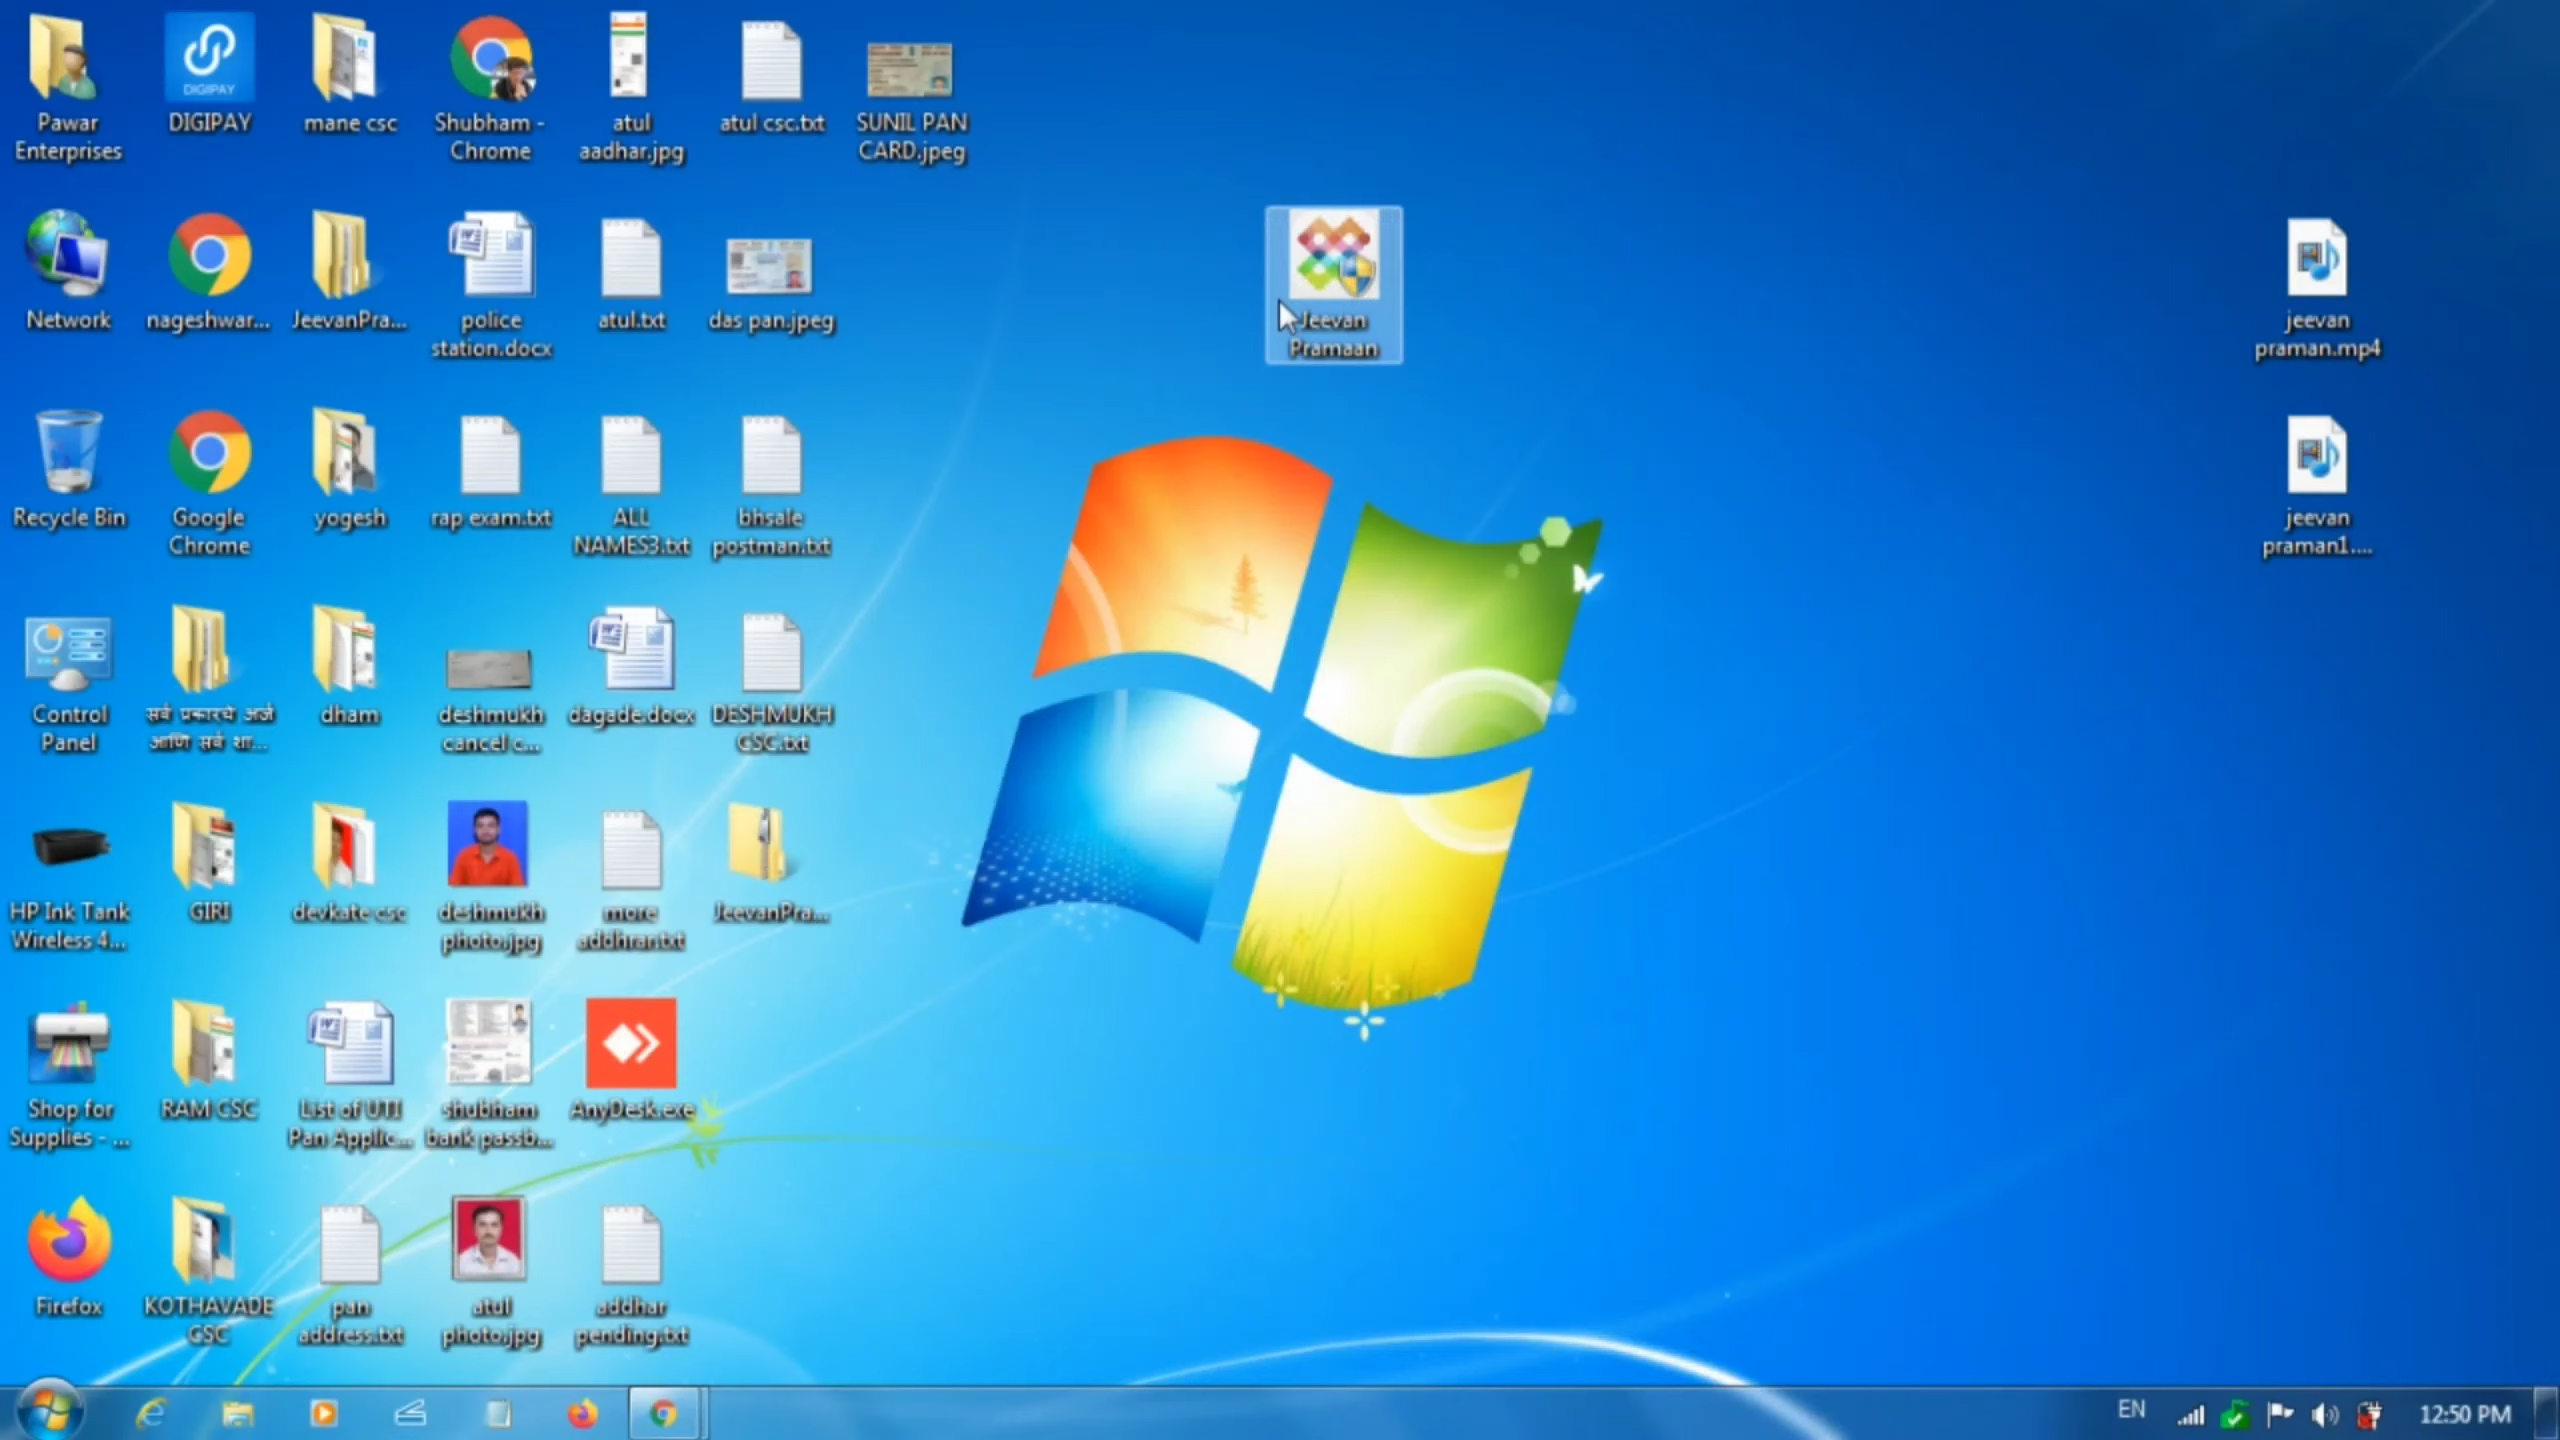 Pawar
Enterprises
DIGIPAY
DIGIPAY
mane csc
Shubham -
Chrome
atul
aadhar.jpg
atul csc.txt
SUNIL PAN
CARD.jpeg
Network
nageshwar...
JeevanPra...
police
station.docx
atul.txt
das pan.jpeg
Jeevan
Pramaan
jeevan
praman.mp4
Recycle Bin
Google
Chrome
yogesh
rap exam.txt
ALL
NAMES3.txt
bhsale
postman.txt
jeevan
praman1....
Control
Panel
सर्व प्रकारचे अर्ज
आणि सर्व शा...
dham
deshmukh
cancel c...
dagade.docx
DESHMUKH
CSC.txt
HP Ink Tank
Wireless 4...
GIRI
devkate csc
deshmukh
photo.jpg
more
addhran.txt
JeevanPra...
Shop for
Supplies - ...
RAM CSC
List of UTI
Pan Applic...
shubham
bank passb...
AnyDesk.exe
Firefox
KOTHAVADE
GSC
pan
address.txt
atul
photo.jpg
addhar
pending.txt
EN
12:50 PM